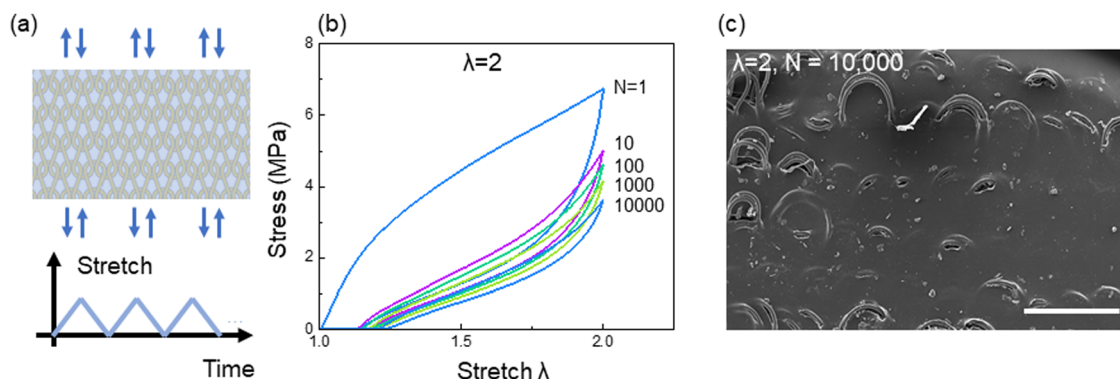 (a)
Stretch
...
Time
(b)
λ=2
Stress (MPa)
8
6
4
2
0
1.0
1.5
2.0
Stretch λ
N=1
10
100
1000
10000
(c)
λ=2, N = 10,000